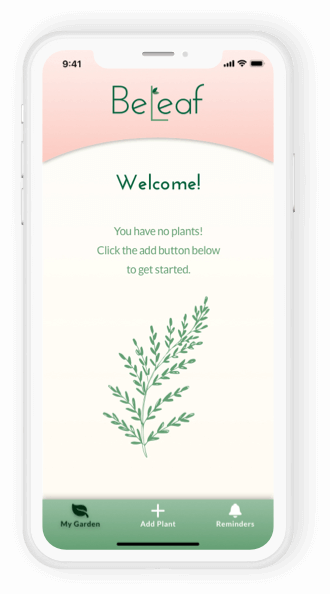 9:41
BeLeaf
Welcome!
You have no plants!
Click the add button below
to get started.
My Garden
Add Plant
Reminders